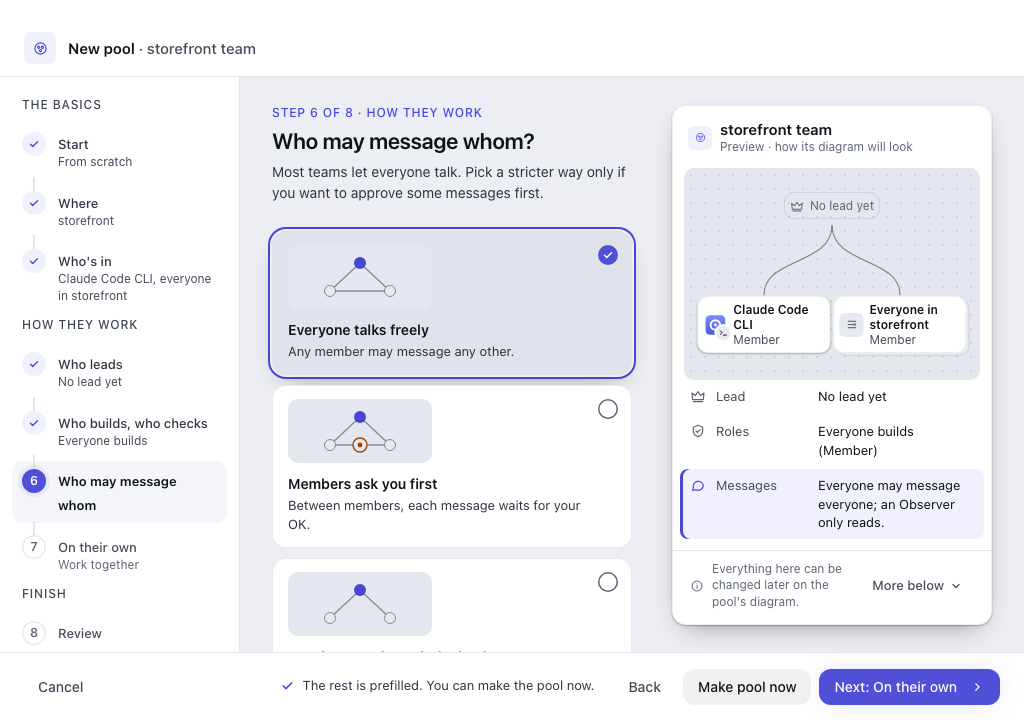 New pool · storefront team
THE BASICS
Start
From scratch
Where
storefront
Who's in
Claude Code CLI, everyone
in storefront
HOW THEY WORK
Who leads
No lead yet
Who builds, who checks
Everyone builds
6
Who may message
whom
7
On their own
Work together
FINISH
8
Review
STEP 6 OF 8 · HOW THEY WORK
Who may message whom?
Most teams let everyone talk. Pick a stricter way only if
you want to approve some messages first.
Everyone talks freely
Any member may message any other.
Members ask you first
Between members, each message waits for your
OK.
storefront team
Preview · how its diagram will look
No lead yet
Claude Code
CLI
Member
Everyone in
storefront
Member
Lead
No lead yet
Roles
Everyone builds
(Member)
Messages
Everyone may message
everyone; an Observer
only reads.
Everything here can be
changed later on the
pool's diagram.
More below
Cancel
The rest is prefilled. You can make the pool now.
Back
Make pool now
Next: On their own